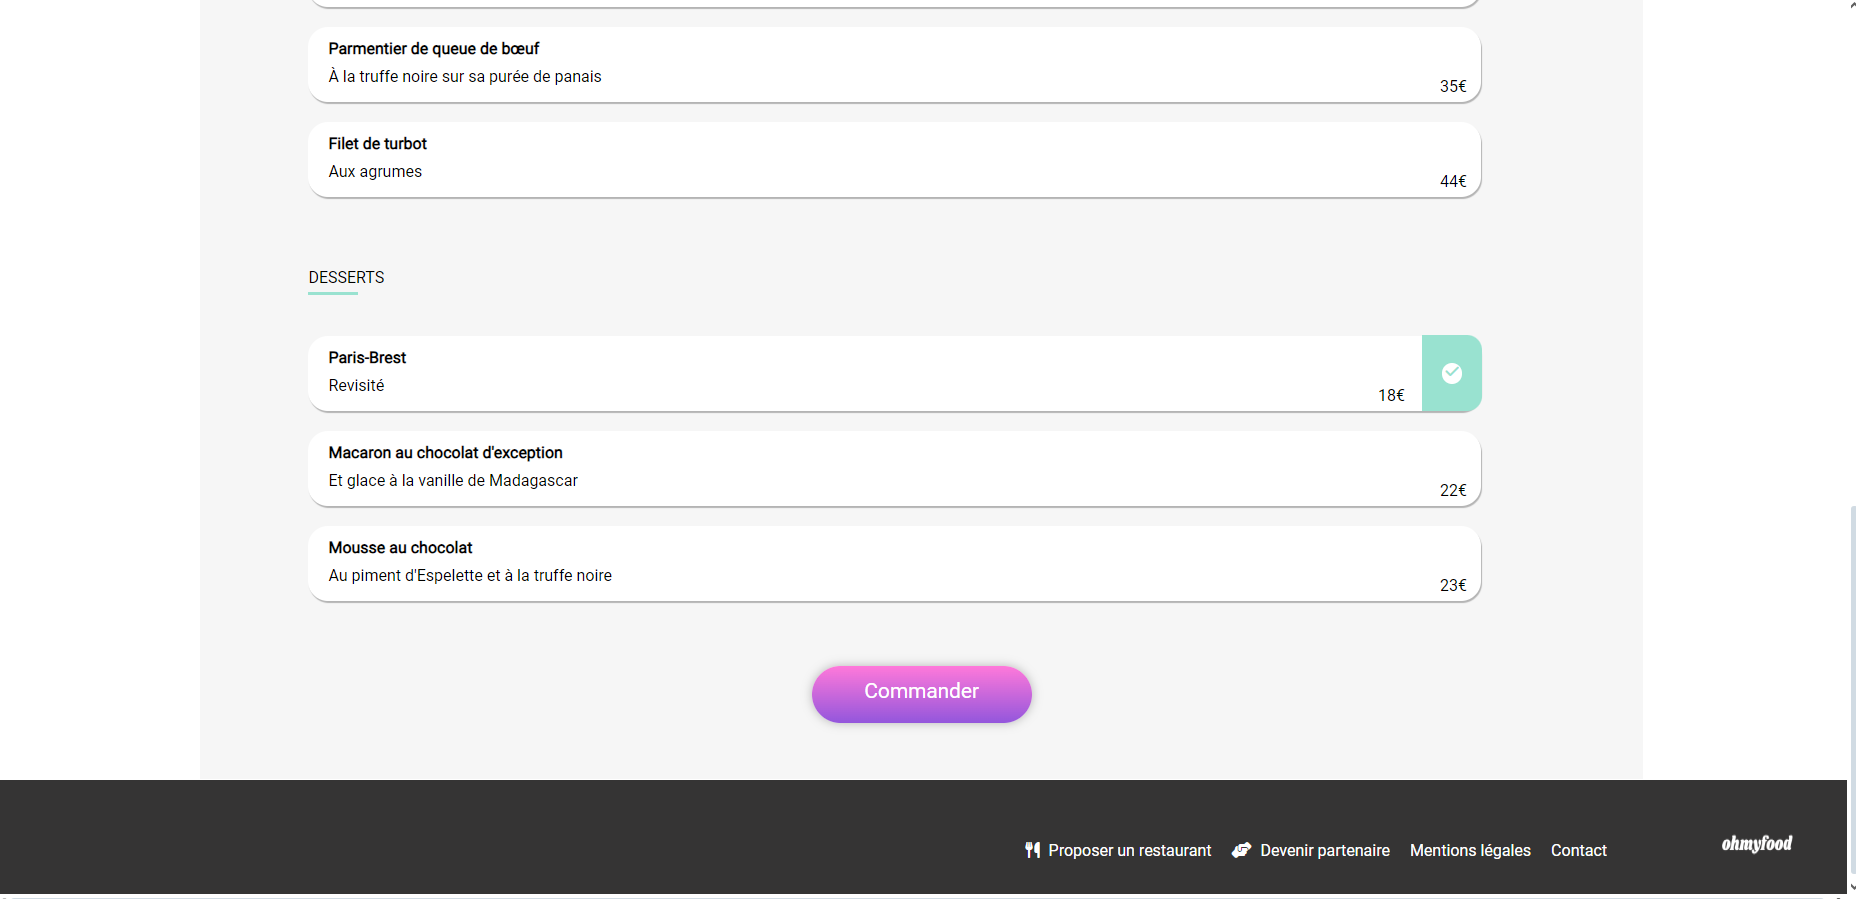 Parmentier de queue de bœuf
À la truffe noire sur sa purée de panais
35€
Filet de turbot
Aux agrumes
44€
DESSERTS
Paris-Brest
Revisité
18€
Macaron au chocolat d'exception
Et glace à la vanille de Madagascar
22€
Mousse au chocolat
Au piment d'Espelette et à la truffe noire
23€
Commander
Proposer un restaurant Devenir partenaire Mentions légales Contact
ohmyfood